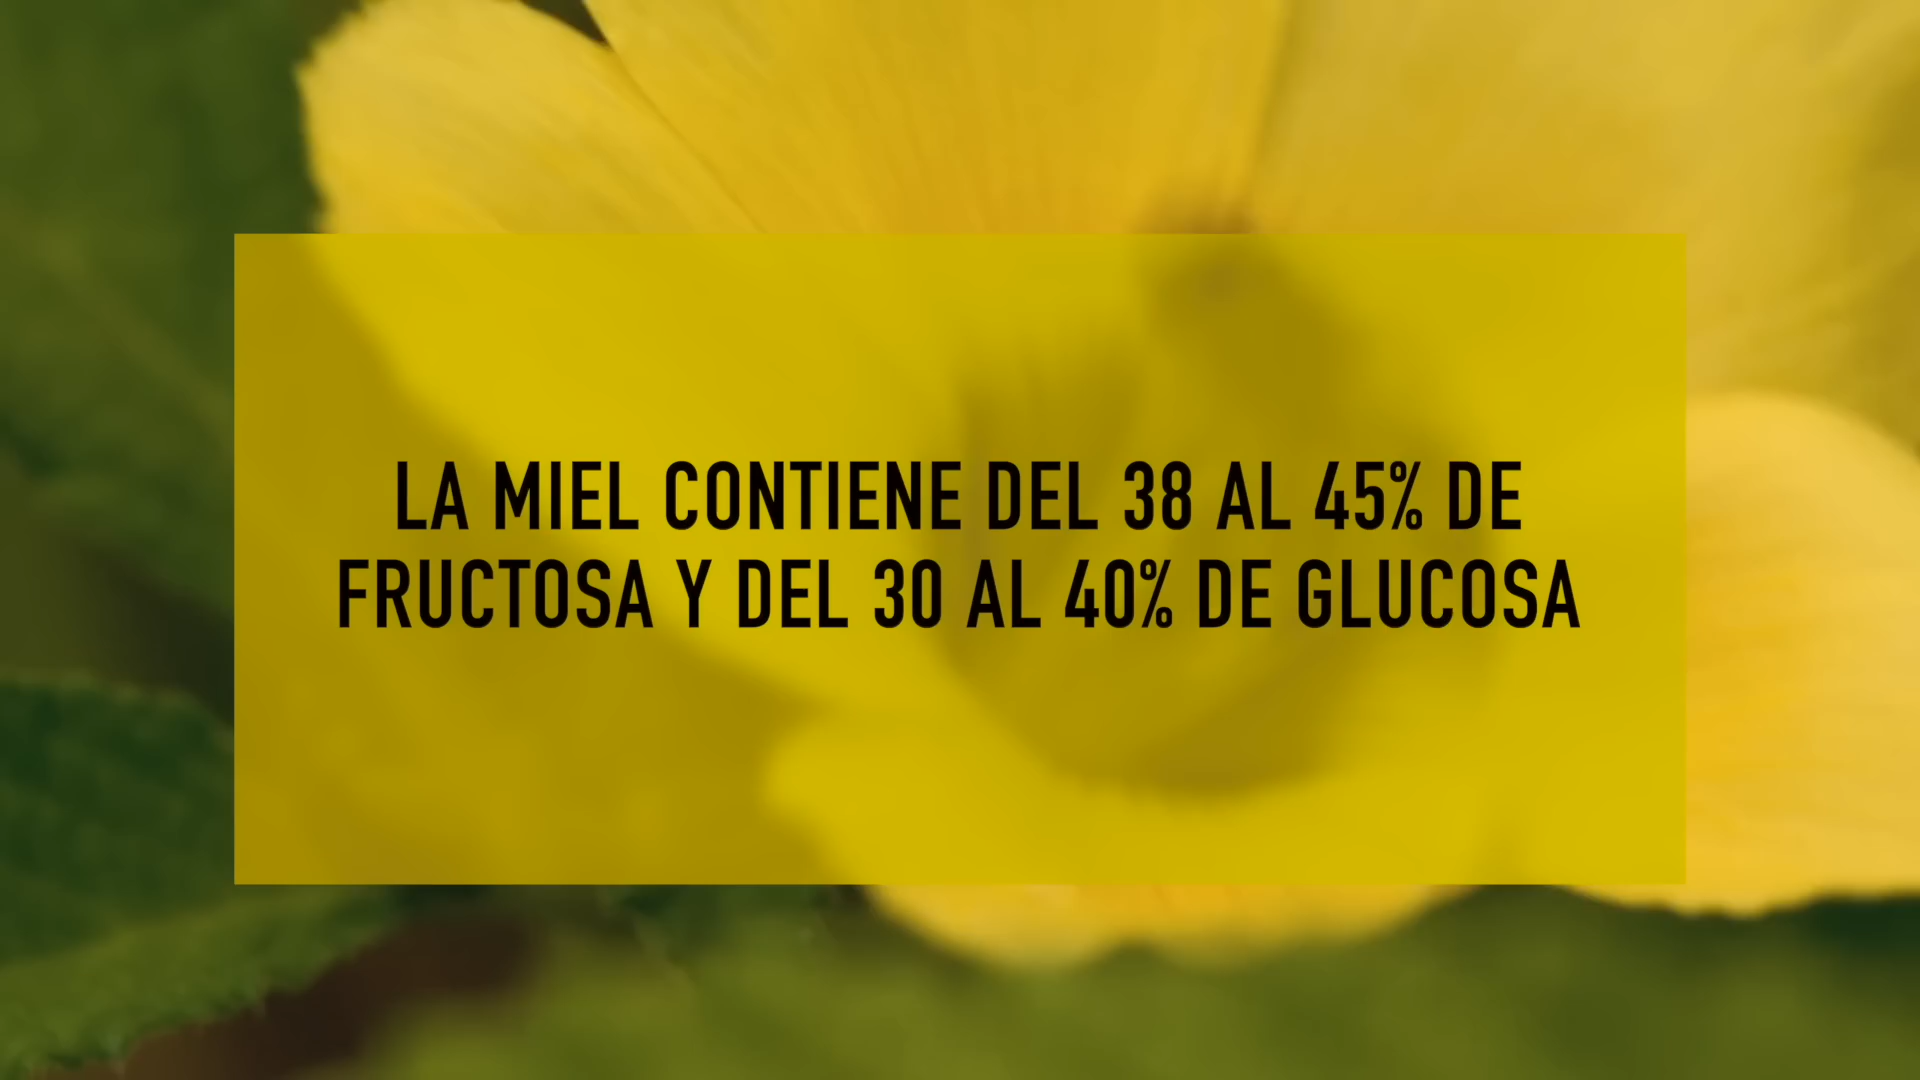 LA MIEL CONTIENE DEL 38 AL 45% DE
FRUCTOSA Y DEL 30 AL 40% DE GLUCOSA